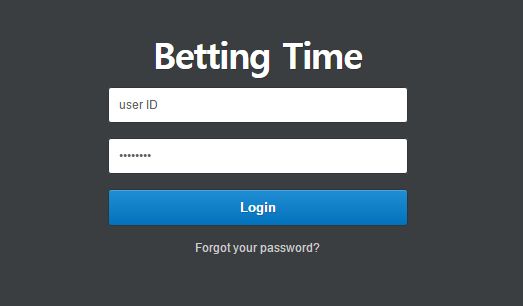 Betting Time
user ID
••••••••
Login
Forgot your password?